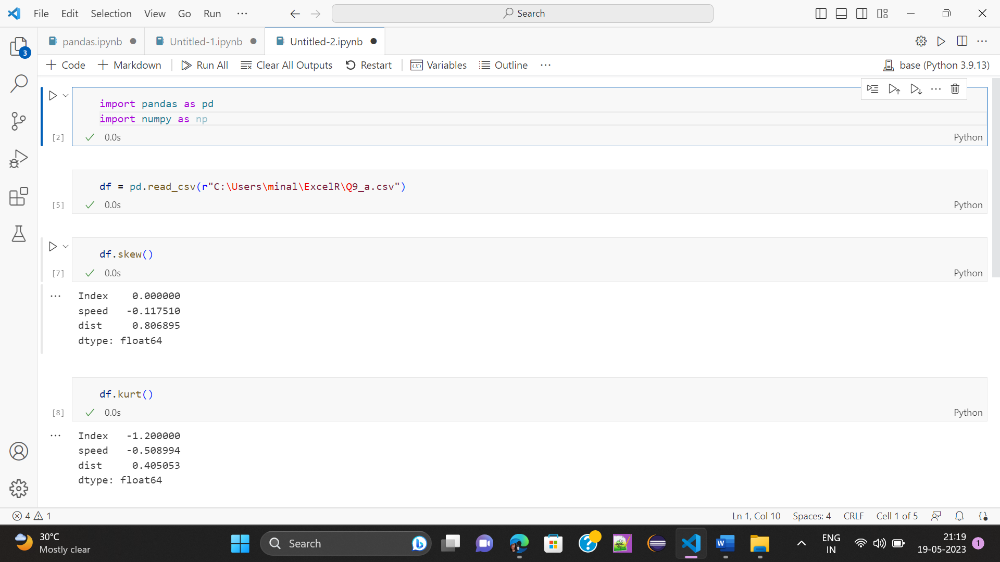 File Edit Selection View Go Run ···
Search
pandas.ipynb Untitled-1.ipynb Untitled-2.ipynb
3
+ Code + Markdown Run All Clear All Outputs Restart Variables Outline ···
base (Python 3.9.13)
import pandas as pd
import numpy as np
[2] 0.0s Python
df = pd.read_csv(r"C:\Users\minal\ExcelR\Q9_a.csv")
[5] 0.0s Python
df.skew()
[7] 0.0s Python
Index 0.000000
speed -0.117510
dist 0.806895
dtype: float64
df.kurt()
[8] 0.0s Python
Index -1.200000
speed -0.508994
dist 0.405053
dtype: float64
4 1 Ln 1, Col 10 Spaces: 4 CRLF Cell 1 of 5
30°C
Mostly clear
Search
ENG
IN
21:19
19-05-2023
1